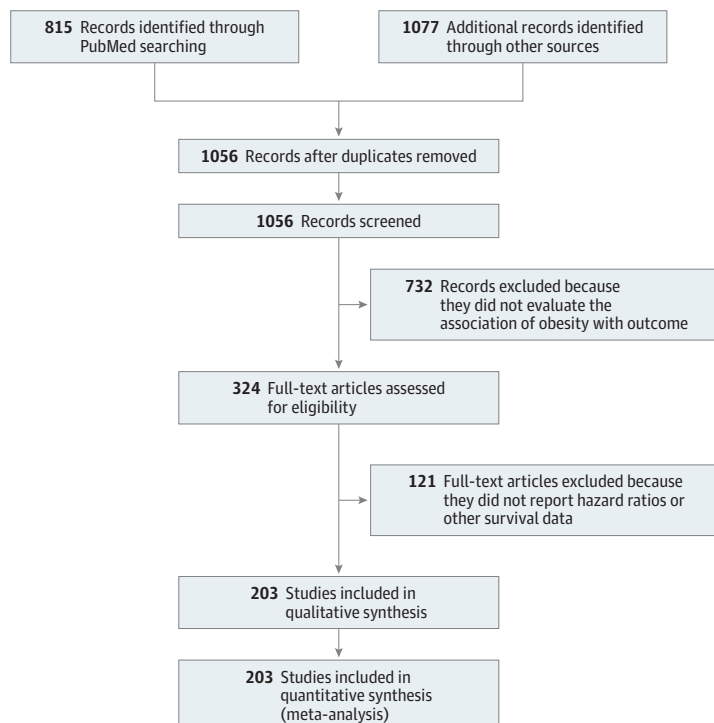 815 Records identified through
PubMed searching
1077 Additional records identified
through other sources
1056 Records after duplicates removed
1056 Records screened
732 Records excluded because
they did not evaluate the
association of obesity with outcome
324 Full-text articles assessed
for eligibility
121 Full-text articles excluded because
they did not report hazard ratios or
other survival data
203 Studies included in
qualitative synthesis
203 Studies included in
quantitative synthesis
(meta-analysis)